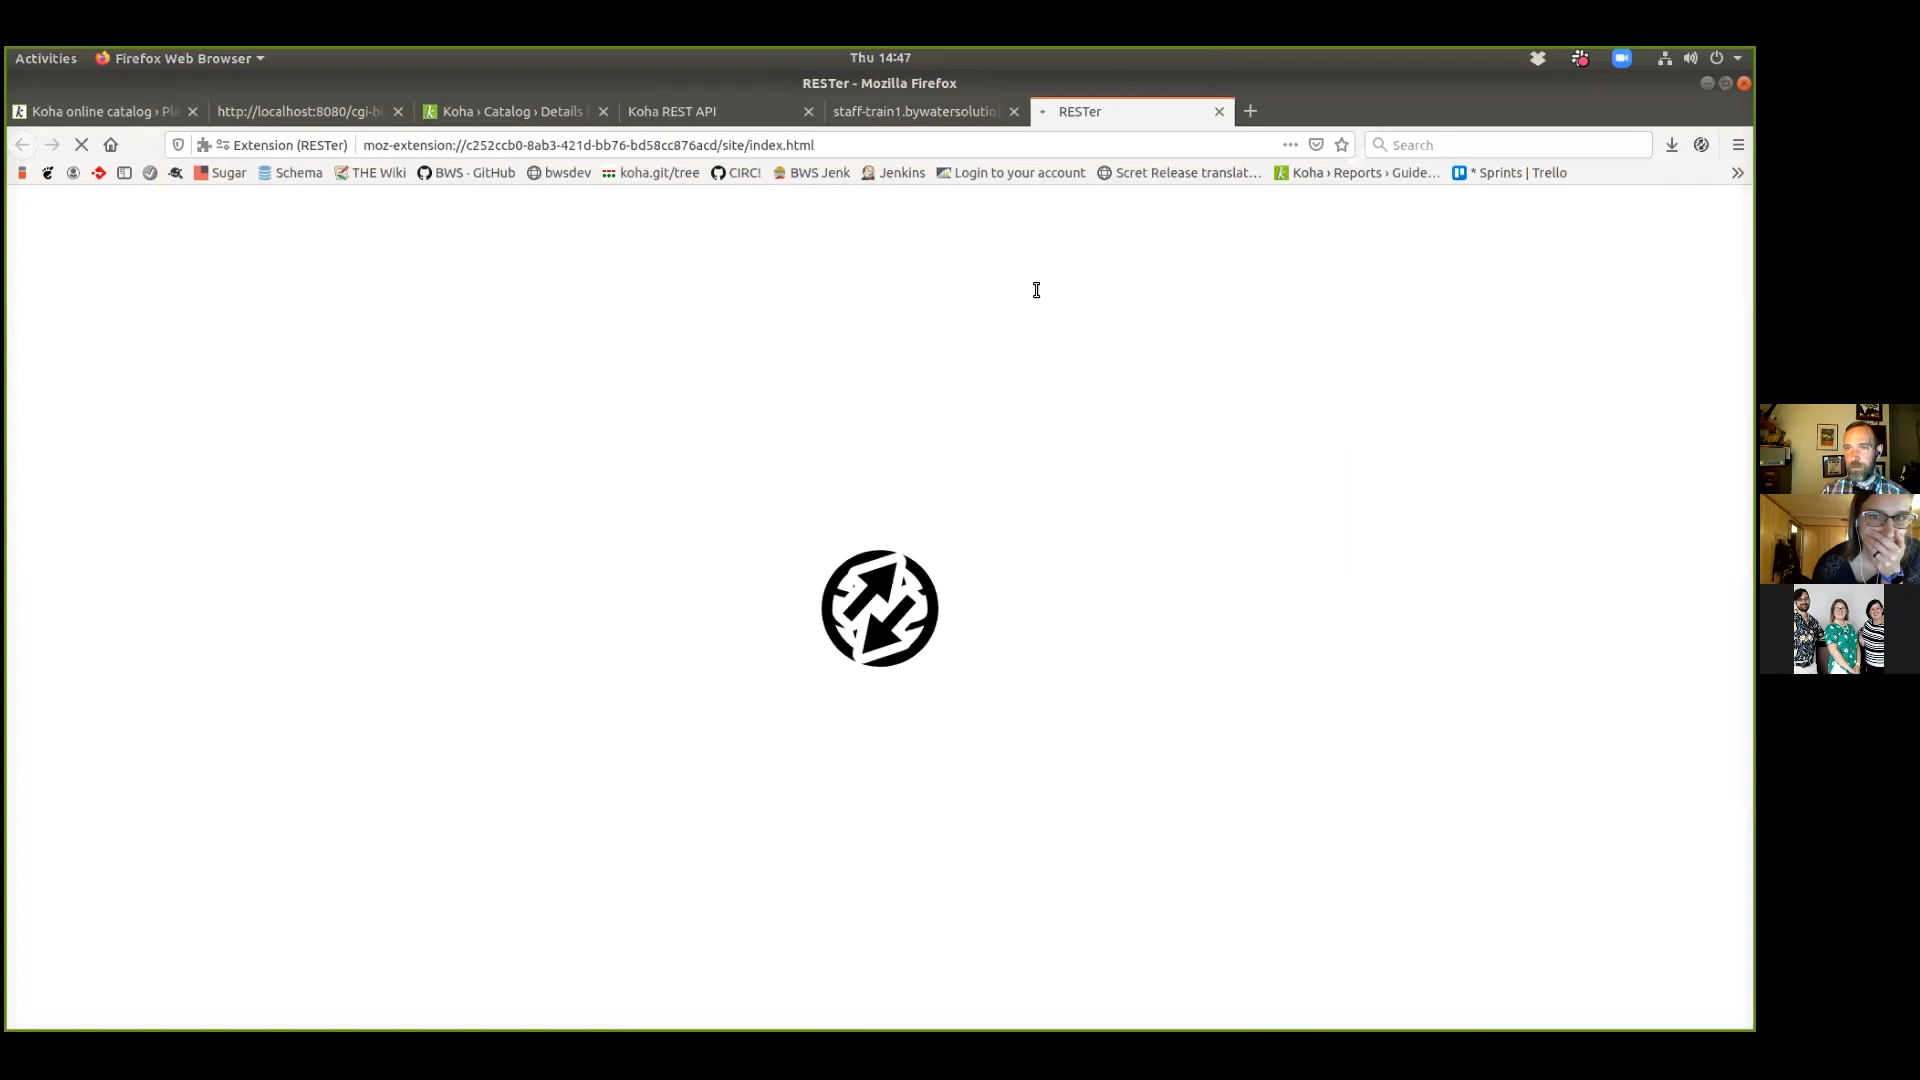 Activities Firefox Web Browser Thu 14:47
RESTer - Mozilla Firefox
Koha online catalog › Pla http://localhost:8080/cgi-bi Koha › Catalog › Details Koha REST API staff-train1.bywatersolutio RESTer
Extension (RESTer) moz-extension://c252ccb0-8ab3-421d-bb76-bd58cc876acd/site/index.html Search
Sugar Schema THE Wiki BWS · GitHub bwsdev koha.git/tree CIRC! BWS Jenk Jenkins Login to your account Scret Release translat... Koha › Reports › Guide... * Sprints | Trello